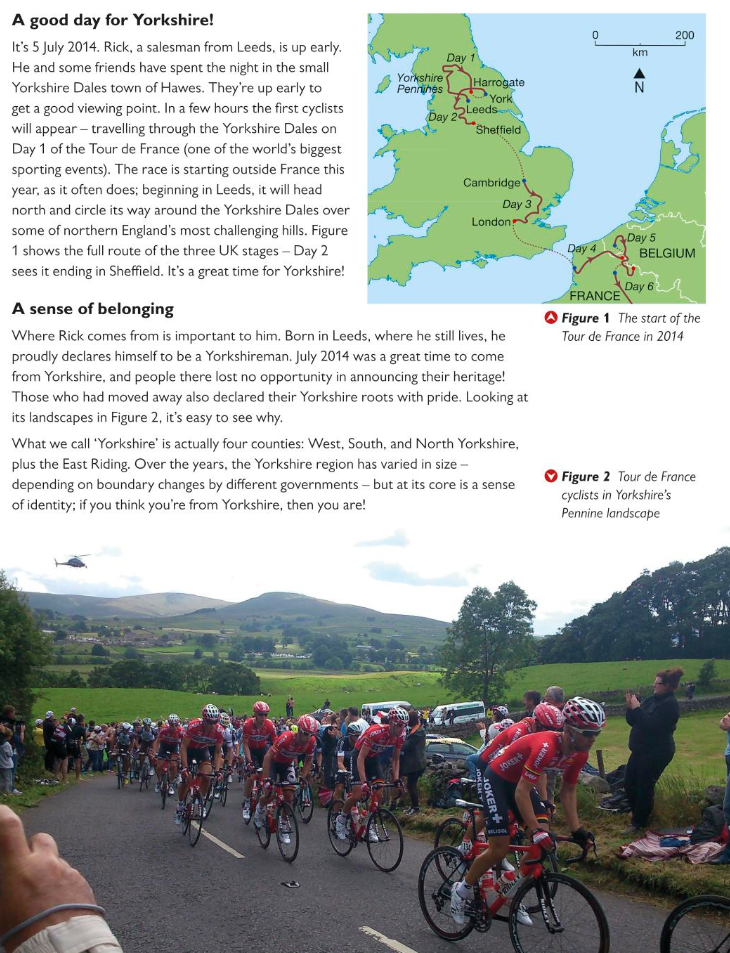 A good day for Yorkshire!
It's 5 July 2014. Rick, a salesman from Leeds, is up early.
He and some friends have spent the night in the small
Yorkshire Dales town of Hawes. They're up early to
get a good viewing point. In a few hours the first cyclists
will appear – travelling through the Yorkshire Dales on
Day 1 of the Tour de France (one of the world's biggest
sporting events). The race is starting outside France this
year, as it often does; beginning in Leeds, it will head
north and circle its way around the Yorkshire Dales over
some of northern England's most challenging hills. Figure
1 shows the full route of the three UK stages – Day 2
sees it ending in Sheffield. It's a great time for Yorkshire!
0 200
km
N
Day 1
Yorkshire
Pennines
Harrogate
York
Leeds
Day 2
Sheffield
Cambridge
Day 3
London
Day 4
Day 5
BELGIUM
Day 6
FRANCE
Figure 1 The start of the
Tour de France in 2014
A sense of belonging
Where Rick comes from is important to him. Born in Leeds, where he still lives, he
proudly declares himself to be a Yorkshireman. July 2014 was a great time to come
from Yorkshire, and people there lost no opportunity in announcing their heritage!
Those who had moved away also declared their Yorkshire roots with pride. Looking at
its landscapes in Figure 2, it's easy to see why.
What we call 'Yorkshire' is actually four counties: West, South, and North Yorkshire,
plus the East Riding. Over the years, the Yorkshire region has varied in size –
depending on boundary changes by different governments – but at its core is a sense
of identity; if you think you're from Yorkshire, then you are!
Figure 2 Tour de France
cyclists in Yorkshire's
Pennine landscape
JOKER+
JOKER
BELISOL